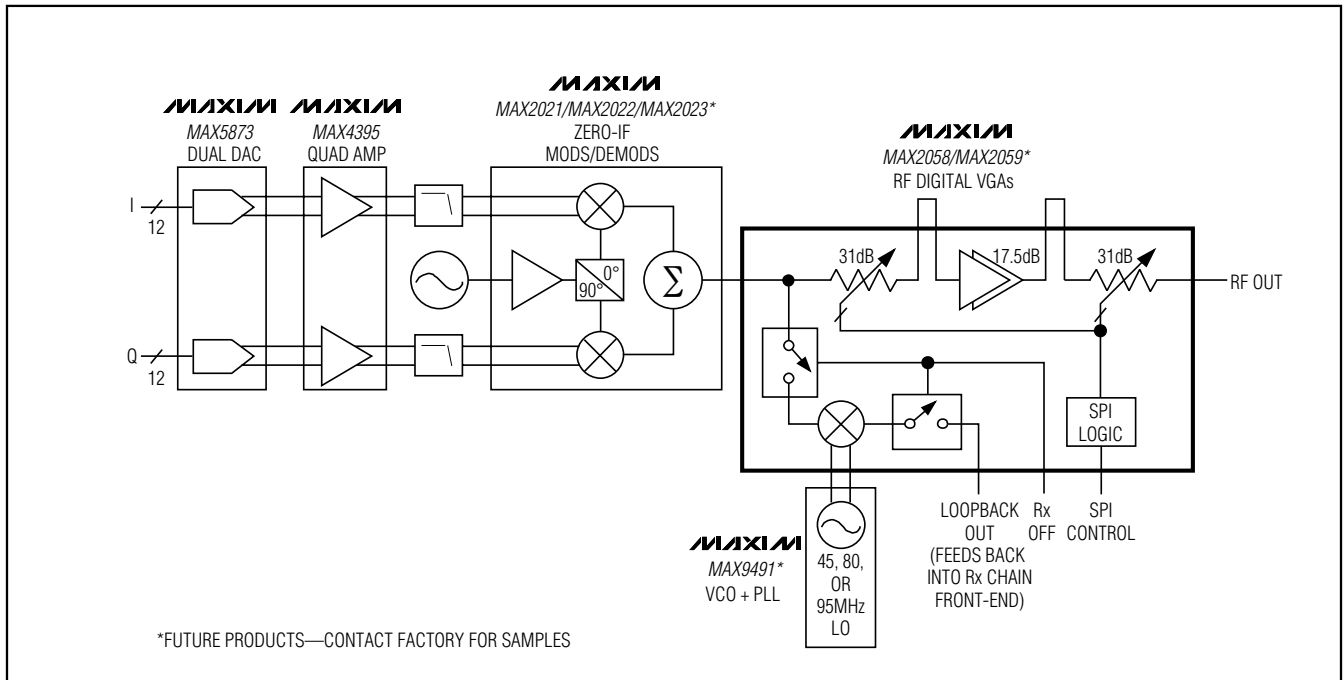 MAXIM
MAX5873
DUAL DAC
MAXIM
MAX4395
QUAD AMP
MAXIM
MAX2021/MAX2022/MAX2023*
ZERO-IF
MODS/DEMODS
MAXIM
MAX2058/MAX2059*
RF DIGITAL VGAs
I
12
31dB
17.5dB
31dB
0°
90°
Σ
RF OUT
Q
12
SPI
LOGIC
LOOPBACK
OUT
(FEEDS BACK
INTO Rx CHAIN
FRONT-END)
Rx
OFF
SPI
CONTROL
MAXIM
MAX9491*
VCO + PLL
45, 80,
OR
95MHz
LO
*FUTURE PRODUCTS—CONTACT FACTORY FOR SAMPLES